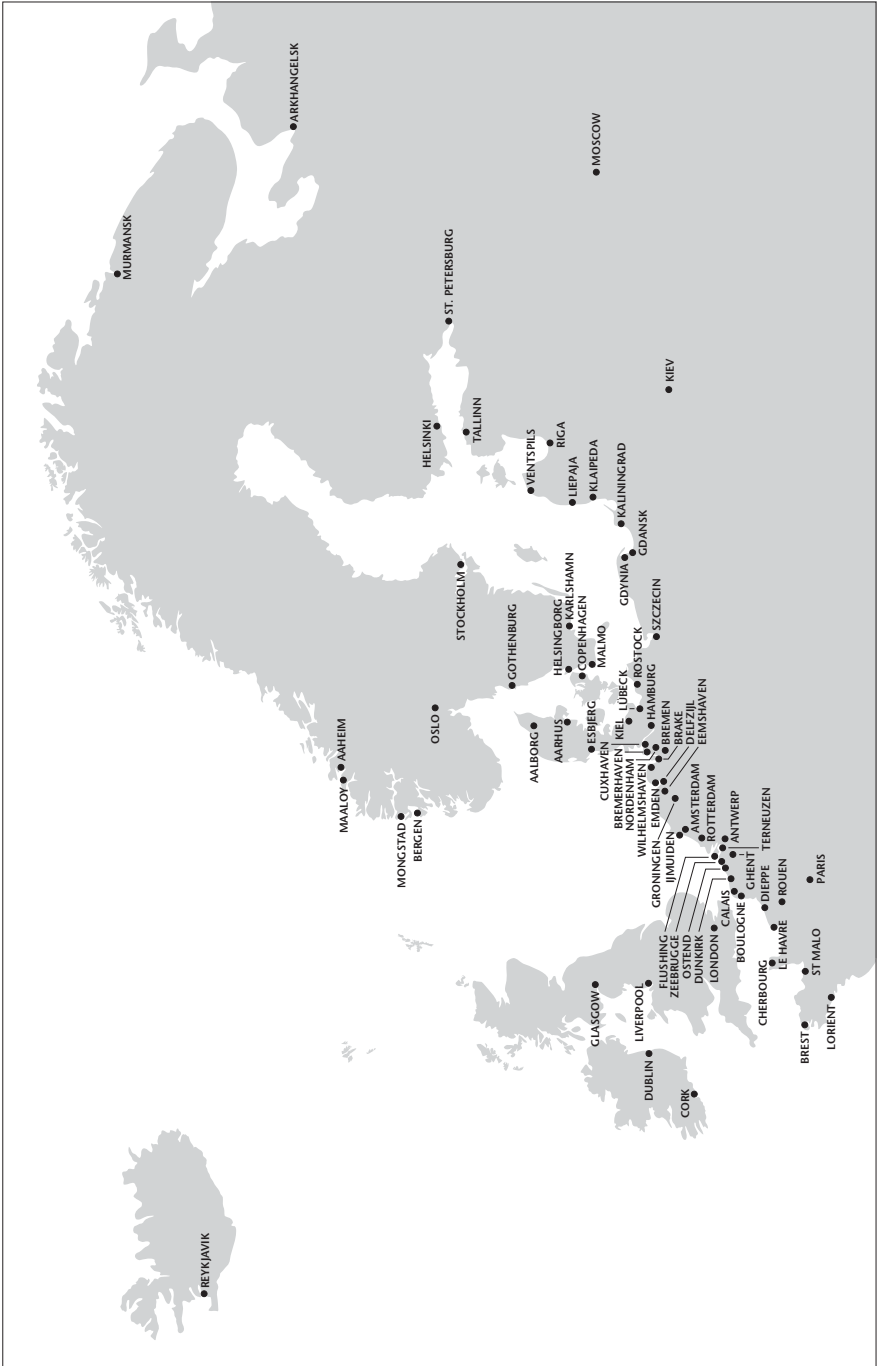 REYKJAVIK
MURMANSK
ARKHANGELSK
MAALOY
AAHEIM
MONGSTAD
BERGEN
OSLO
HELSINKI
ST. PETERSBURG
STOCKHOLM
TALLINN
GOTHENBURG
VENTSPILS
RIGA
AALBORG
AARHUS
HELSINGBORG
KARLSHAMN
LIEPAJA
COPENHAGEN
ESBJERG
MALMO
KLAIPEDA
MOSCOW
GLASGOW
KALININGRAD
KIEL
LÜBECK
GDYNIA
GDANSK
ROSTOCK
HAMBURG
SZCZECIN
KIEV
CUXHAVEN
BREMERHAVEN
NORDENHAM
WILHELMSHAVEN
EMDEN
BREMEN
BRAKE
DELFZIJL
EEMSHAVEN
DUBLIN
LIVERPOOL
GRONINGEN
IJMUIDEN
AMSTERDAM
ROTTERDAM
CORK
FLUSHING
ZEEBRUGGE
OSTEND
DUNKIRK
LONDON
CALAIS
BOULOGNE
ANTWERP
TERNEUZEN
GHENT
DIEPPE
ROUEN
CHERBOURG
LE HAVRE
PARIS
BREST
ST MALO
LORIENT